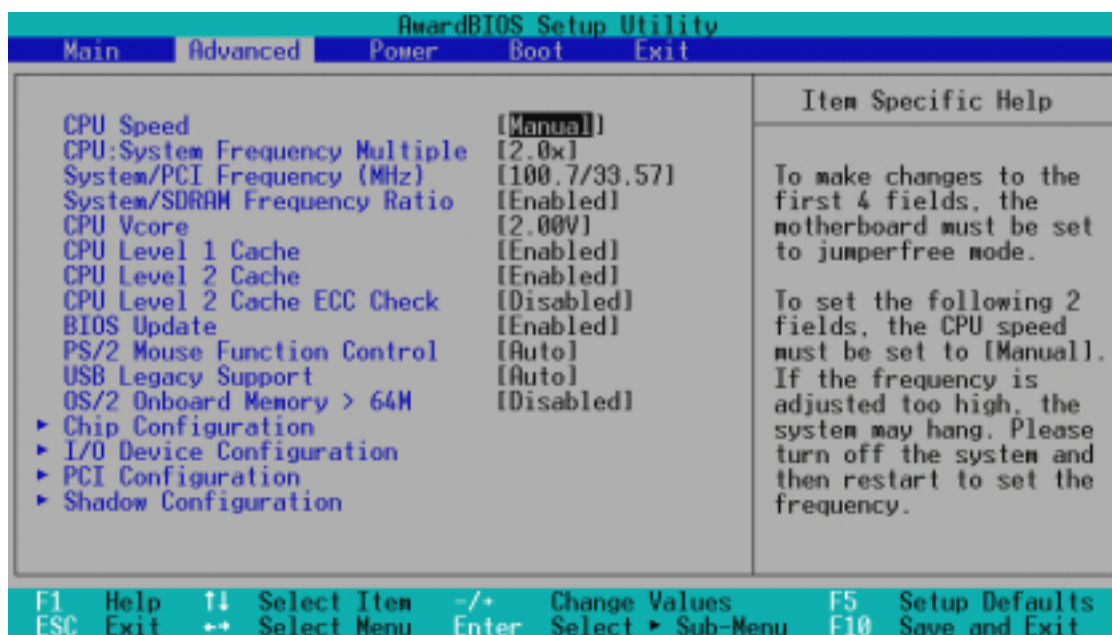 AwardBIOS Setup Utility
Main Advanced Power Boot Exit
CPU Speed [Manual]
CPU:System Frequency Multiple [2.0x]
System/PCI Frequency (MHz) [100.7/33.57]
System/SDRAM Frequency Ratio [Enabled]
CPU Vcore [2.00V]
CPU Level 1 Cache [Enabled]
CPU Level 2 Cache [Enabled]
CPU Level 2 Cache ECC Check [Disabled]
BIOS Update [Enabled]
PS/2 Mouse Function Control [Auto]
USB Legacy Support [Auto]
OS/2 Onboard Memory > 64M [Disabled]
▸ Chip Configuration
▸ I/O Device Configuration
▸ PCI Configuration
▸ Shadow Configuration
Item Specific Help
To make changes to the
first 4 fields, the
motherboard must be set
to jumperfree mode.
To set the following 2
fields, the CPU speed
must be set to [Manual].
If the frequency is
adjusted too high, the
system may hang. Please
turn off the system and
then restart to set the
frequency.
F1 Help ↑↓ Select Item -/+ Change Values F5 Setup Defaults
ESC Exit ←→ Select Menu Enter Select ▸ Sub-Menu F10 Save and Exit